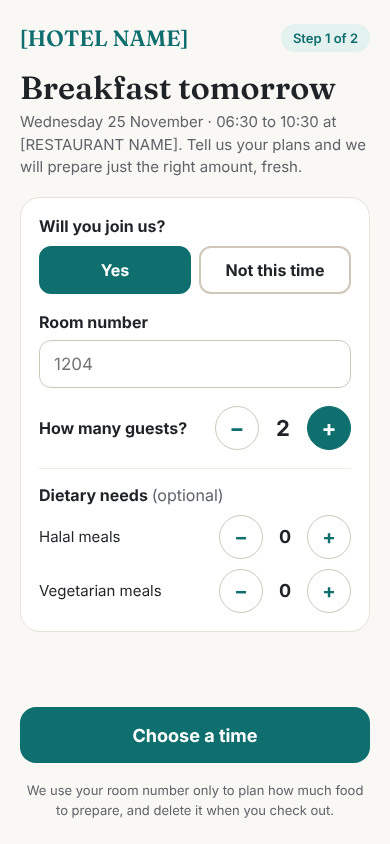 [HOTEL NAME]
Step 1 of 2
Breakfast tomorrow
Wednesday 25 November · 06:30 to 10:30 at
[RESTAURANT NAME]. Tell us your plans and we
will prepare just the right amount, fresh.
Will you join us?
Yes
Not this time
Room number
1204
How many guests?
− 2 +
Dietary needs (optional)
Halal meals
− 0 +
Vegetarian meals
− 0 +
Choose a time
We use your room number only to plan how much food
to prepare, and delete it when you check out.